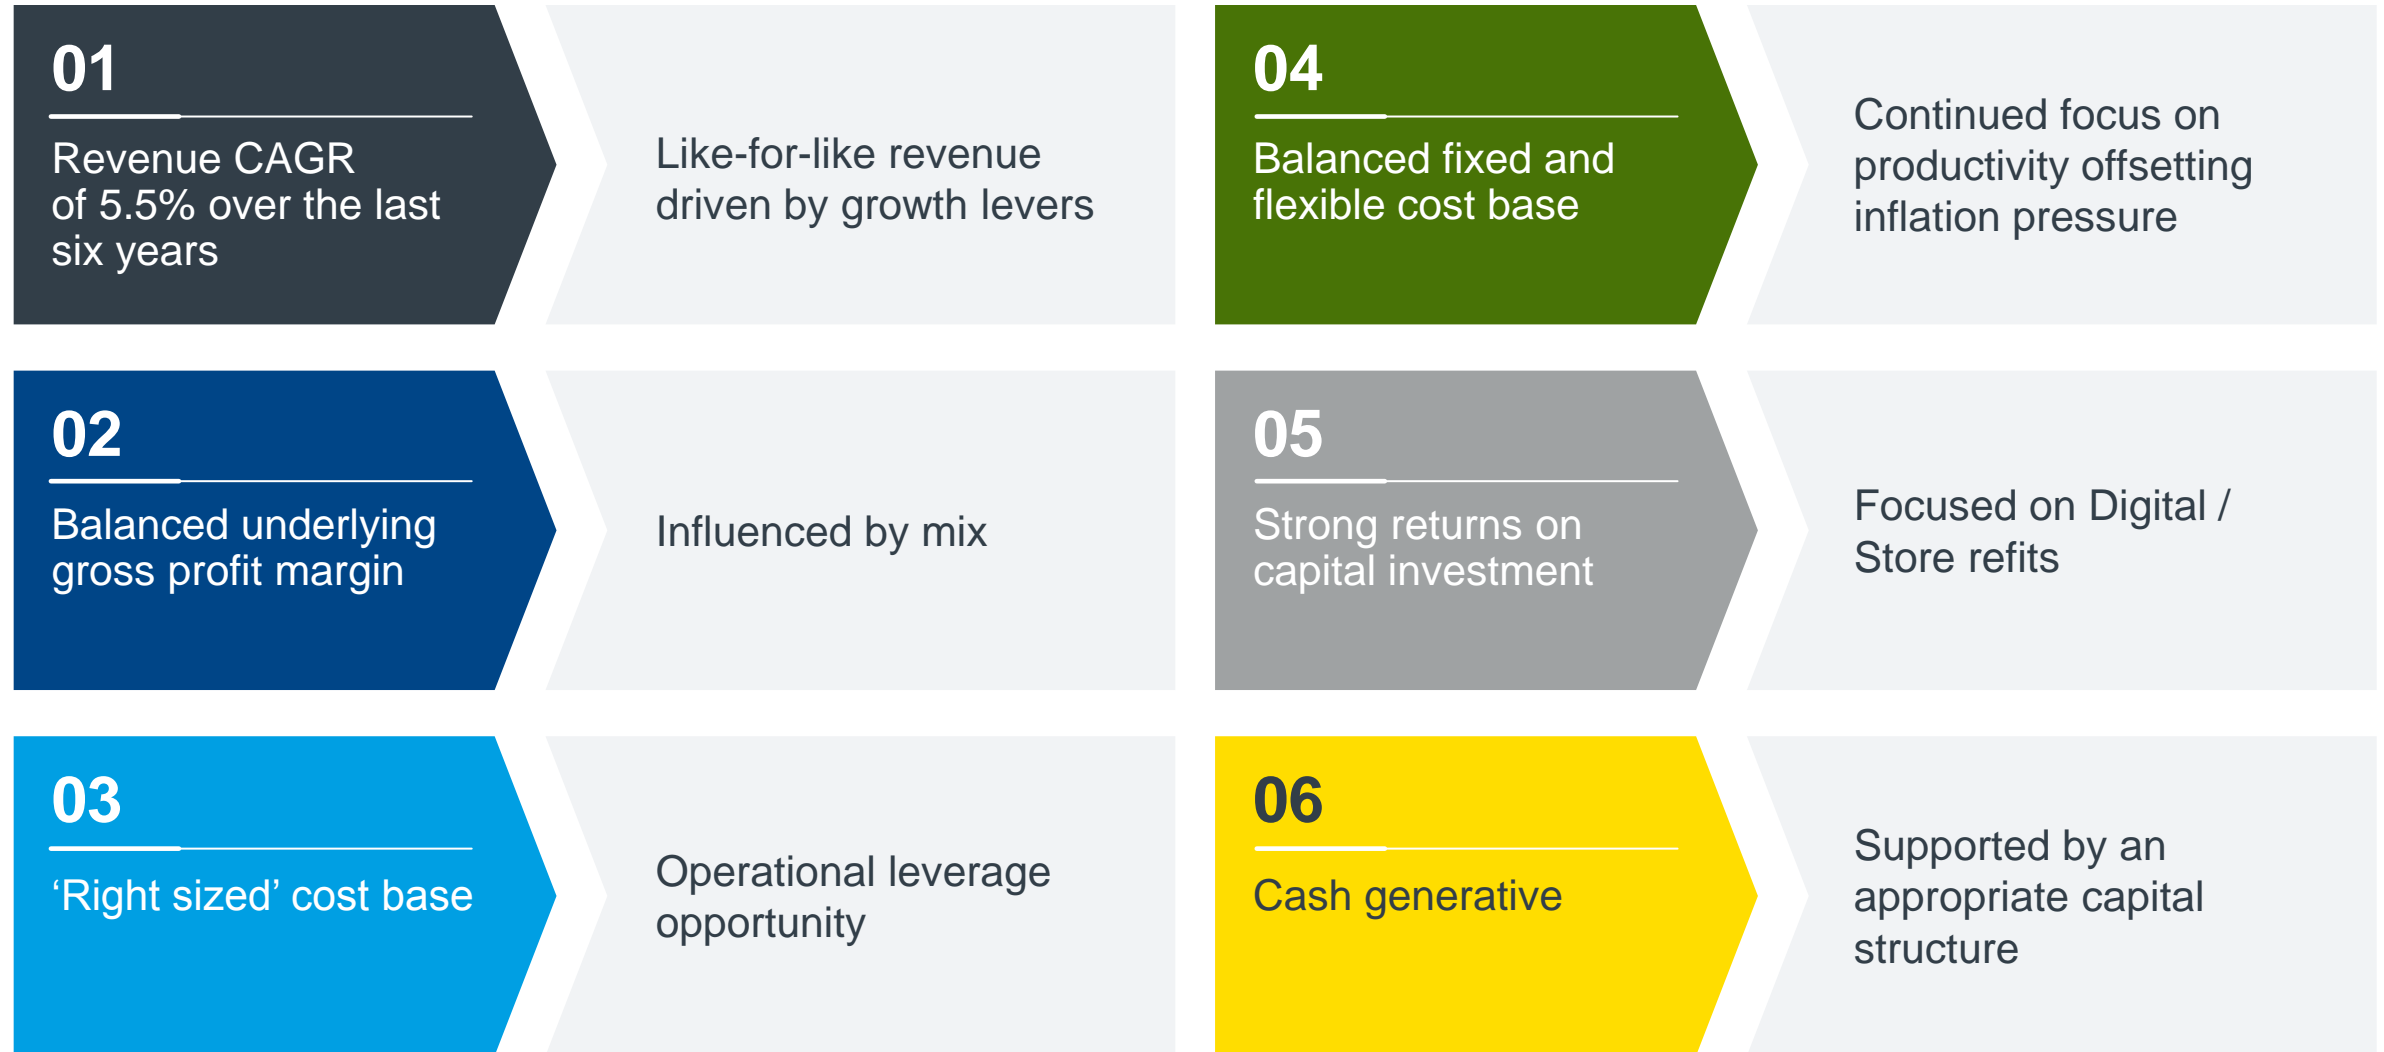 01
Revenue CAGR
of 5.5% over the last
six years
Like-for-like revenue
driven by growth levers
02
Balanced underlying
gross profit margin
Influenced by mix
03
‘Right sized’ cost base
Operational leverage
opportunity
04
Balanced fixed and
flexible cost base
Continued focus on
productivity offsetting
inflation pressure
05
Strong returns on
capital investment
Focused on Digital /
Store refits
06
Cash generative
Supported by an
appropriate capital
structure